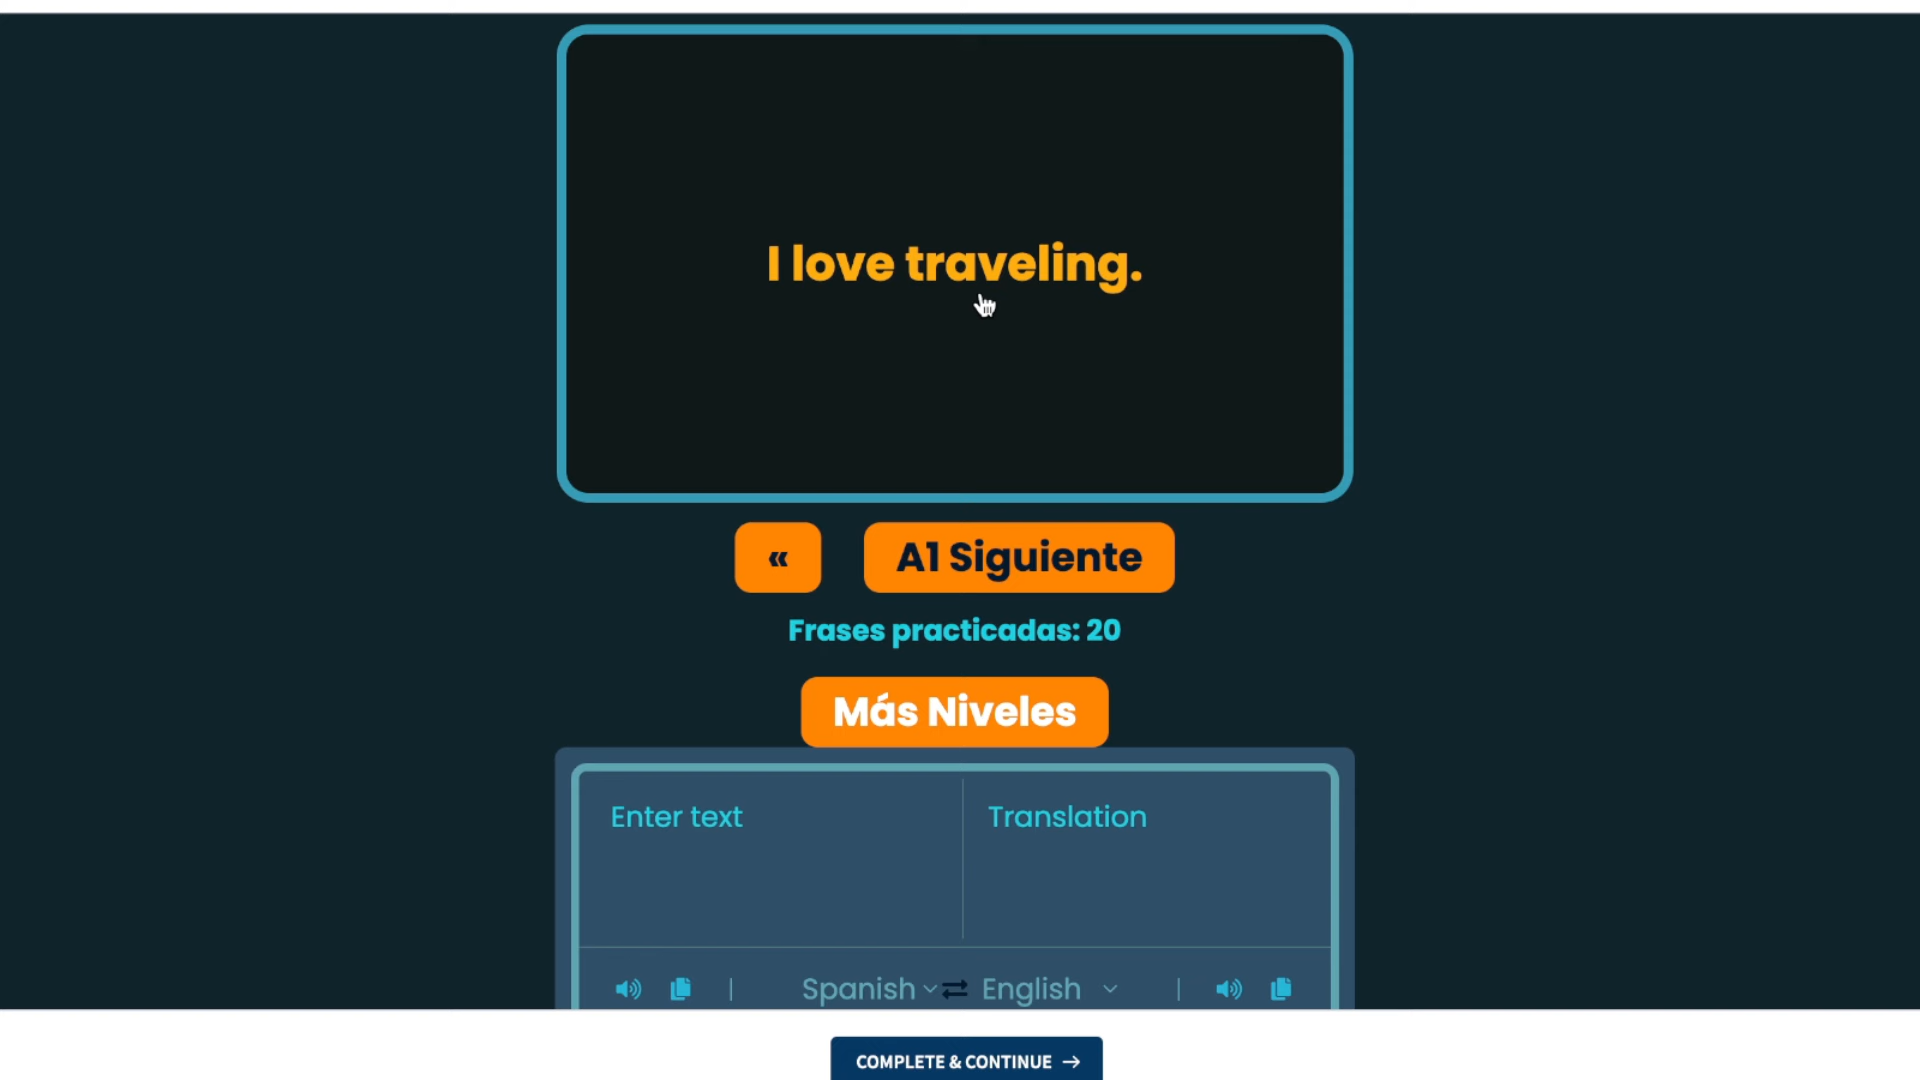 I love traveling.
«
A1 Siguiente
Frases practicadas: 20
Más Niveles
Enter text
Translation
Spanish
English
COMPLETE & CONTINUE →